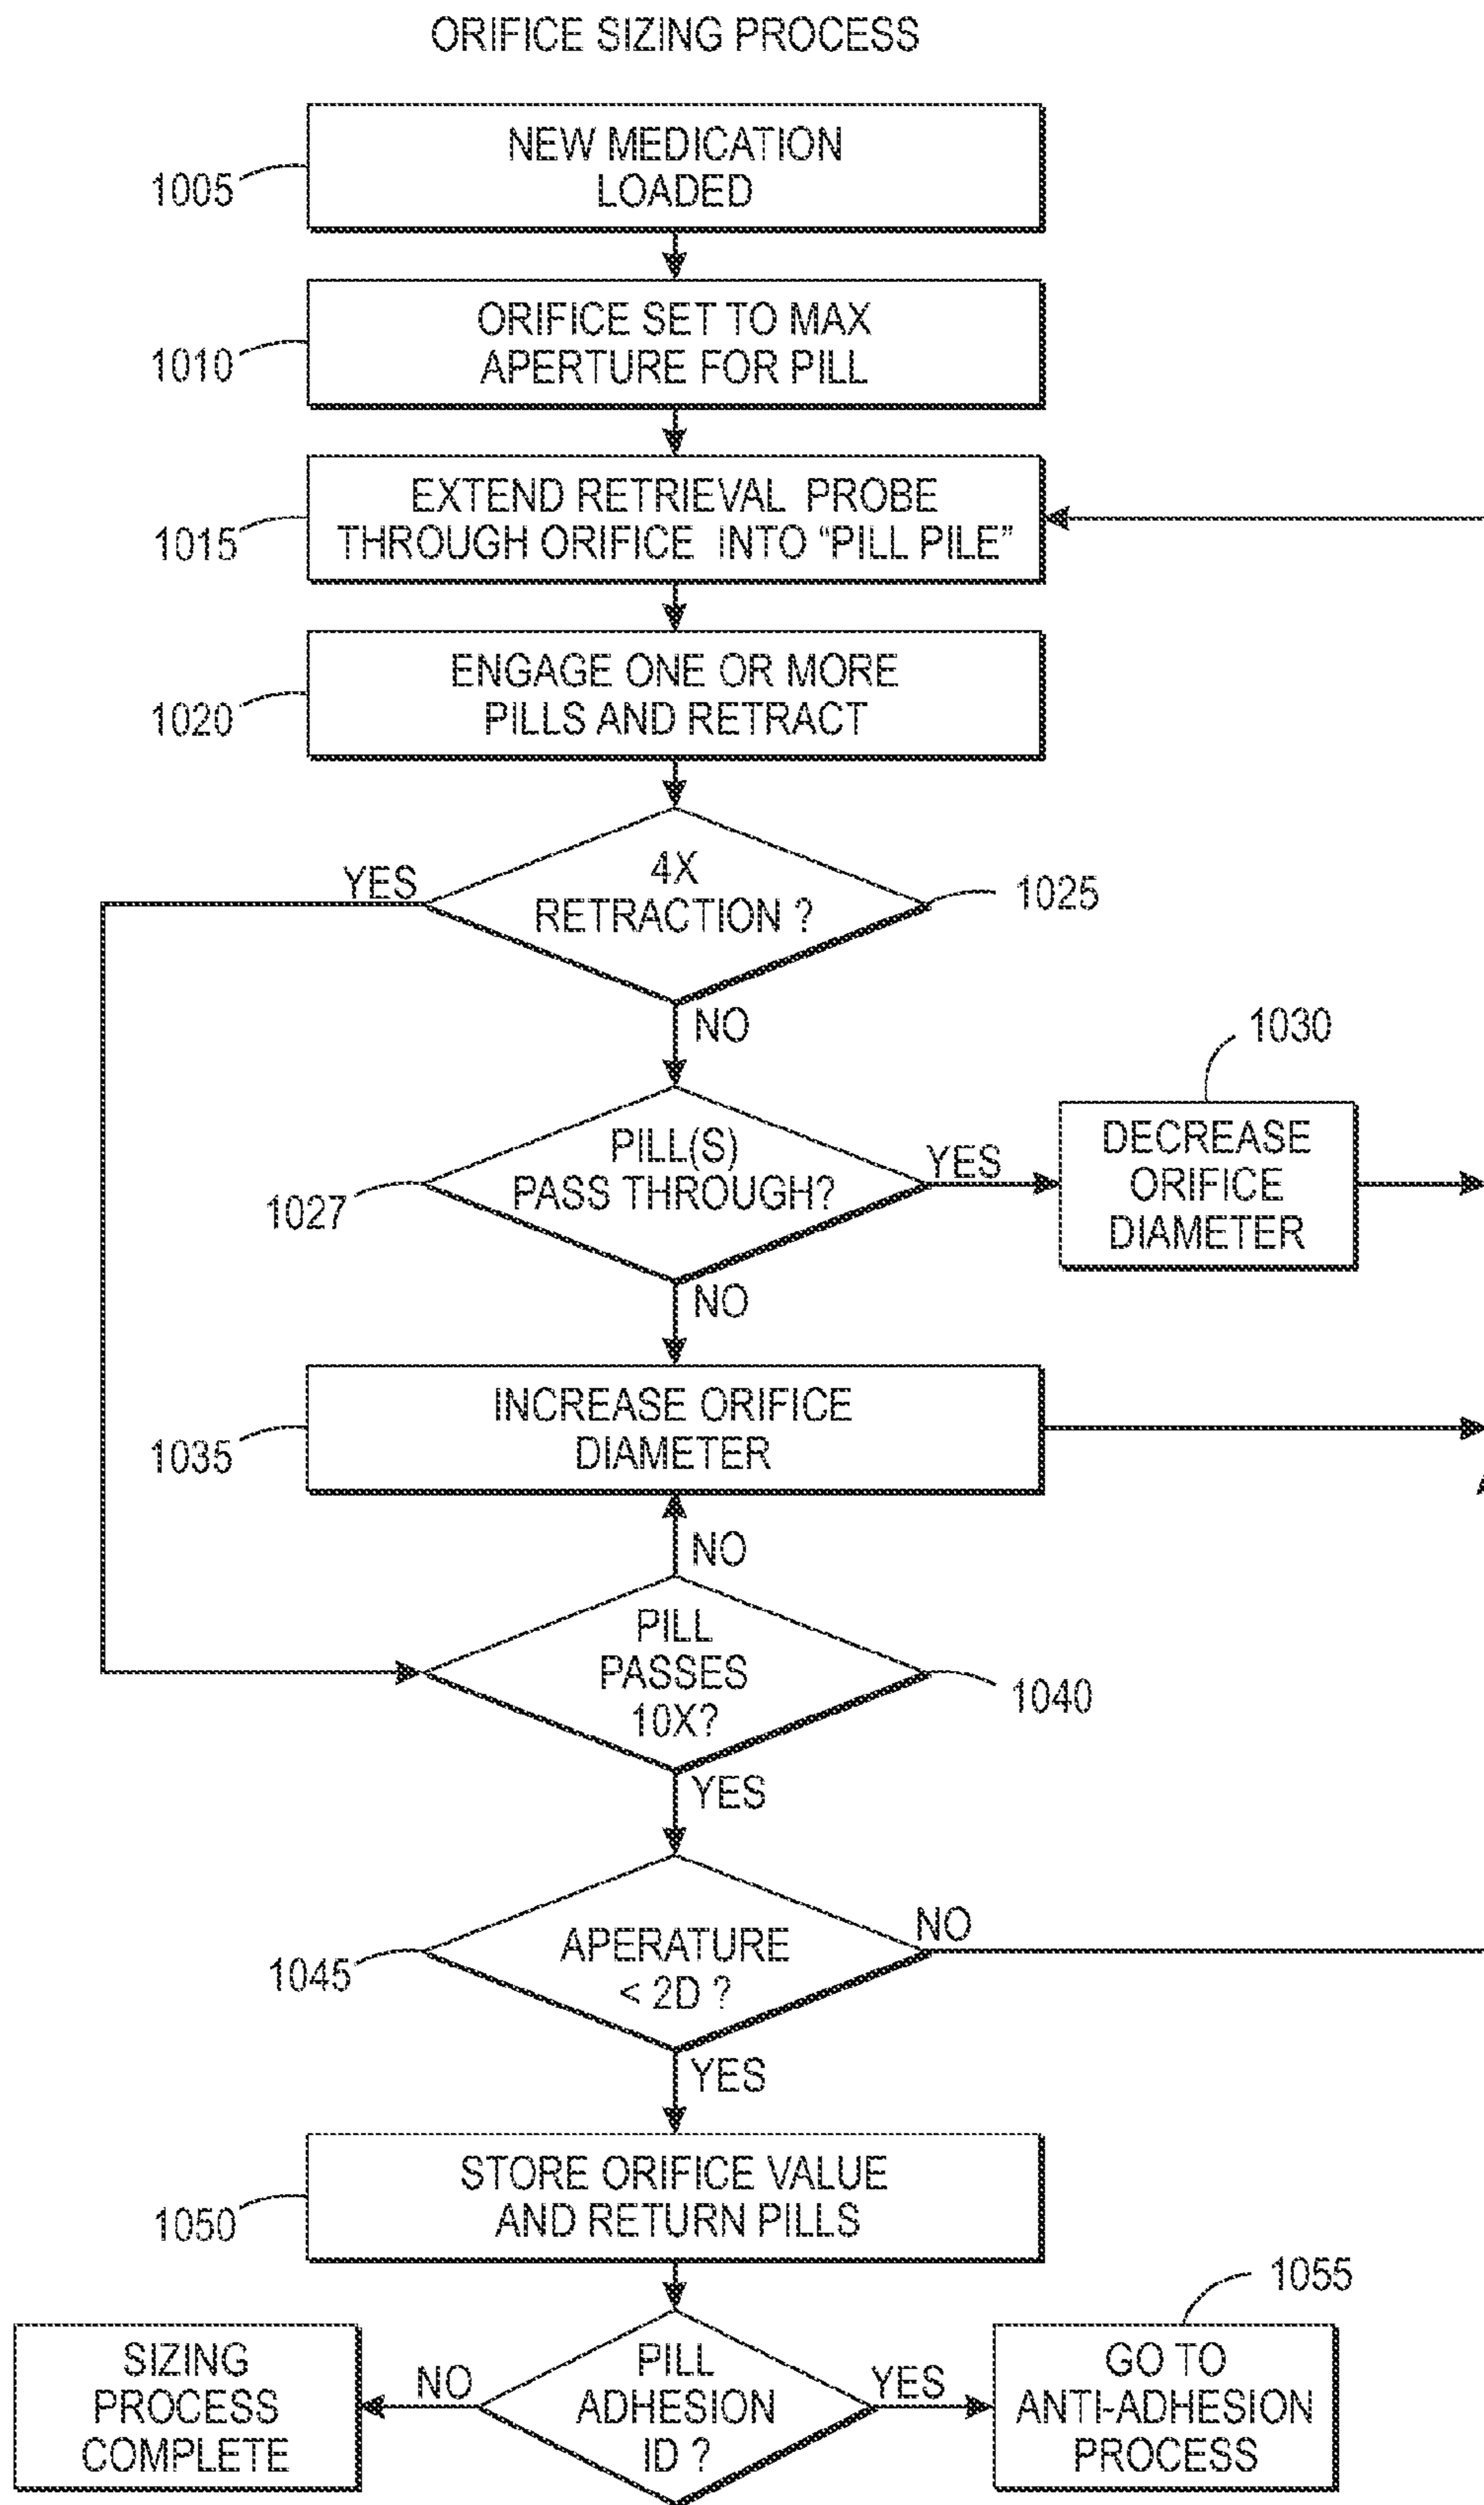 ORIFICE SIZING PROCESS
NEW MEDICATION
LOADED
1005
ORIFICE SET TO MAX
APERTURE FOR PILL
1010
EXTEND RETRIEVAL PROBE
THROUGH ORIFICE INTO “PILL PILE”
1015
ENGAGE ONE OR MORE
PILLS AND RETRACT
1020
YES
4X
RETRACTION ?
1025
NO
1030
PILL(S)
PASS THROUGH?
1027
YES
DECREASE
ORIFICE
DIAMETER
NO
INCREASE ORIFICE
DIAMETER
1035
NO
PILL
PASSES
10X?
1040
YES
APERATURE
< 2D ?
1045
NO
YES
STORE ORIFICE VALUE
AND RETURN PILLS
1050
1055
SIZING
PROCESS
COMPLETE
NO
PILL
ADHESION
ID ?
YES
GO TO
ANTI-ADHESION
PROCESS